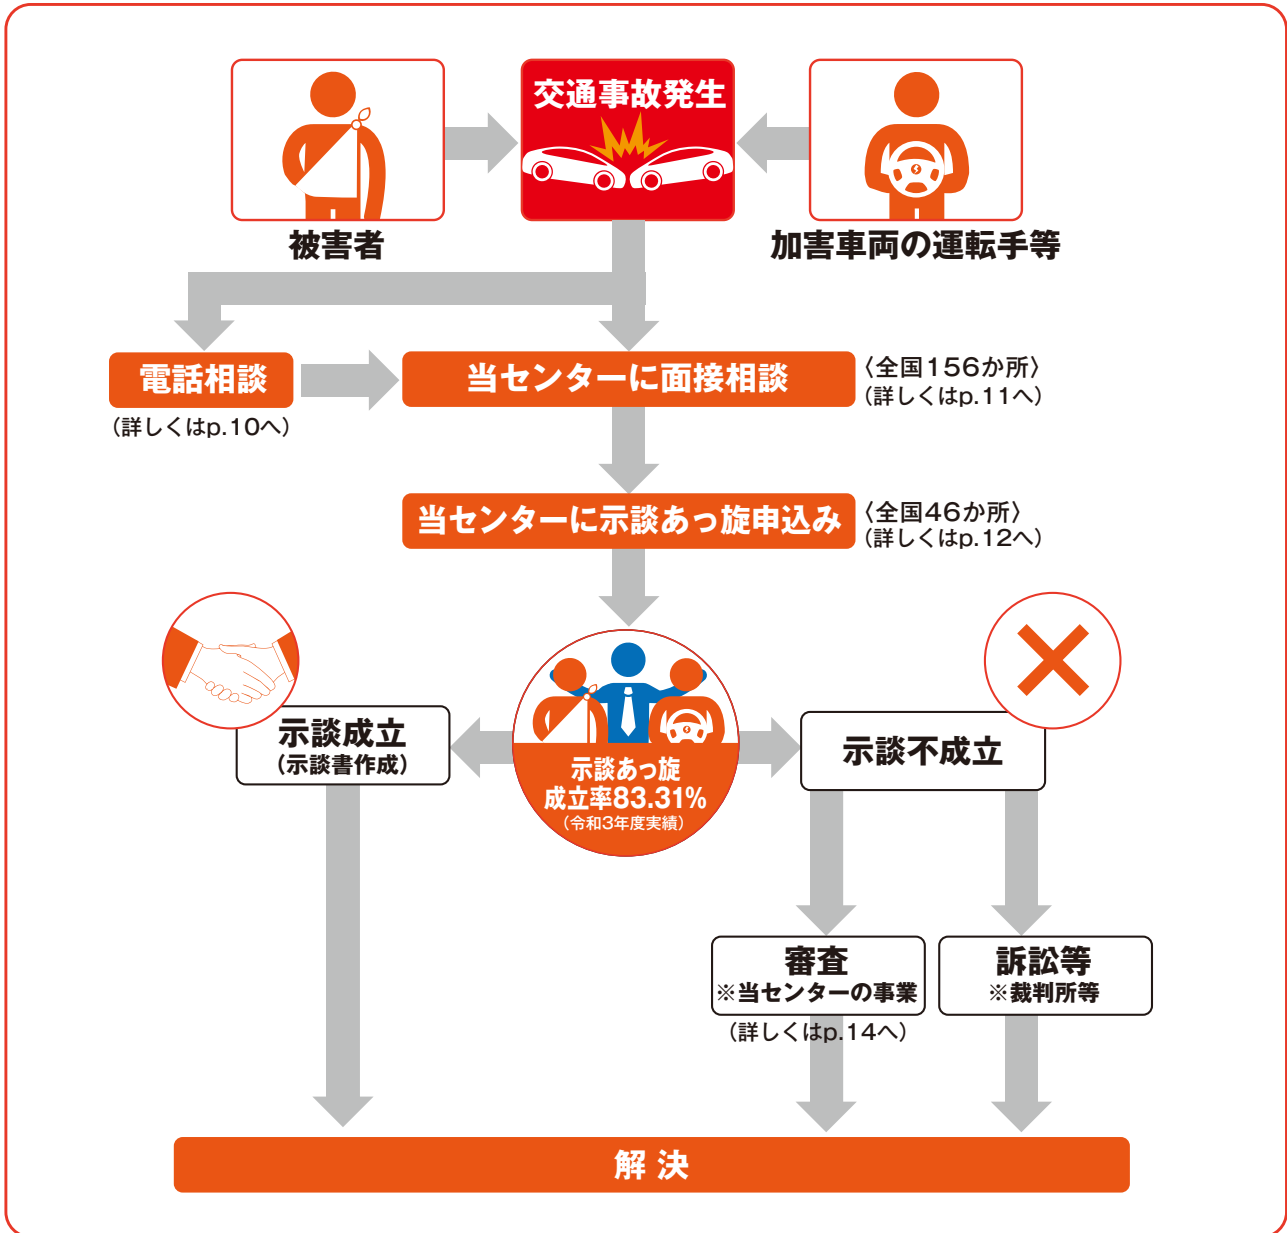 交通事故発生
被害者
加害車両の運転手等
電話相談
(詳しくはp.10へ)
当センターに面接相談
〈全国156か所〉
(詳しくはp.11へ)
当センターに示談あっ旋申込み
〈全国46か所〉
(詳しくはp.12へ)
示談成立
(示談書作成)
示談あっ旋
成立率83.31%
(令和3年度実績)
示談不成立
審査
※当センターの事業
(詳しくはp.14へ)
訴訟等
※裁判所等
解 決